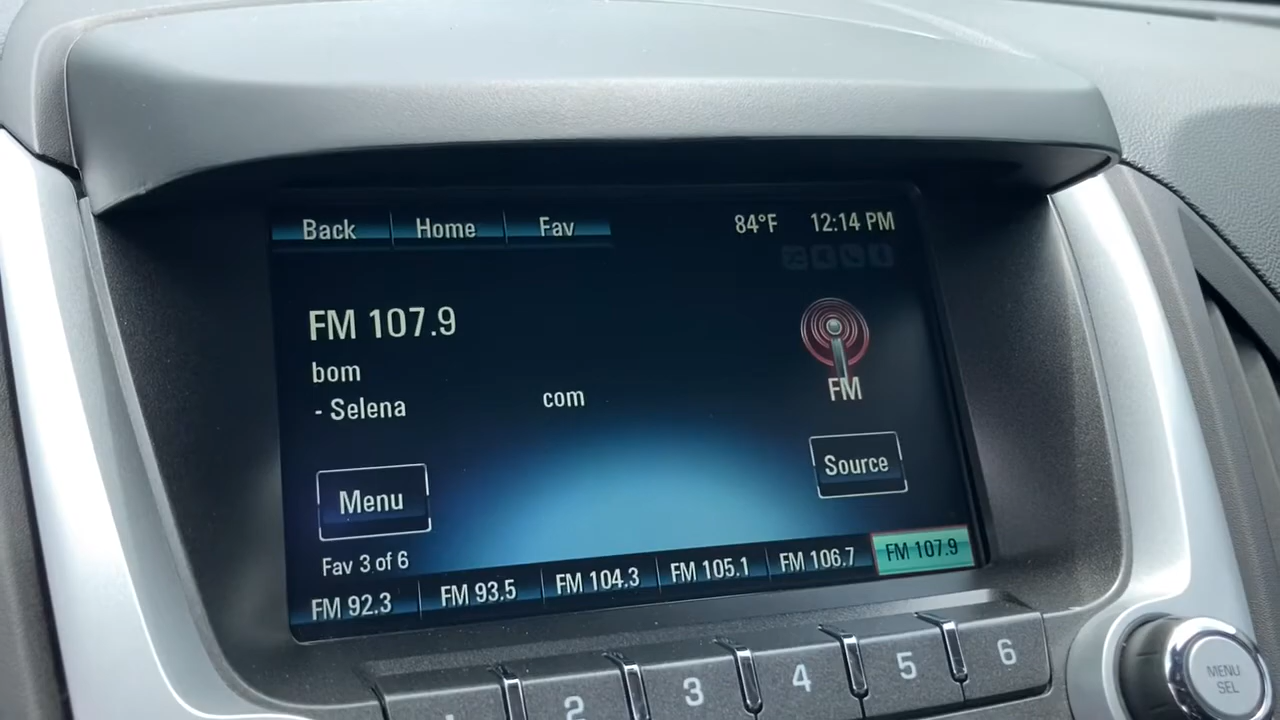 Back Home Fav 84°F 12:14 PM
FM 107.9
bom
- Selena com
FM
Menu Source
Fav 3 of 6
FM 92.3 FM 93.5 FM 104.3 FM 105.1 FM 106.7 FM 107.9
2 3 4 5 6
MENU
SEL